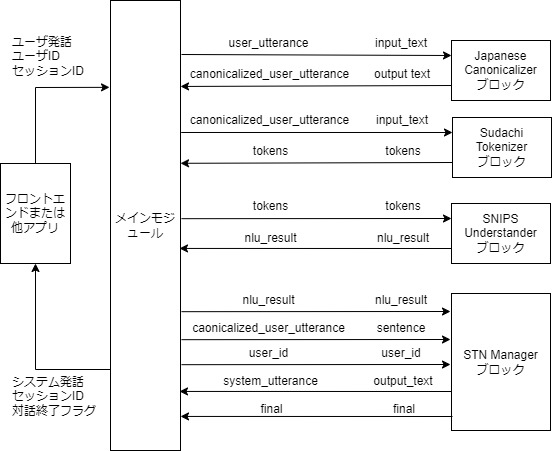 ユーザ発話
ユーザID
セッションID
フロントエ
ンドまたは
他アプリ
システム発話
セッションID
対話終了フラグ
メインモジ
ュール
user_utterance input_text
canonicalized_user_utterance output text
Japanese
Canonicalizer
ブロック
canonicalized_user_utterance input_text
tokens tokens
Sudachi
Tokenizer
ブロック
tokens tokens
nlu_result nlu_result
SNIPS
Understander
ブロック
nlu_result nlu_result
caonicalized_user_utterance sentence
user_id user_id
system_utterance output_text
final final
STN Manager
ブロック